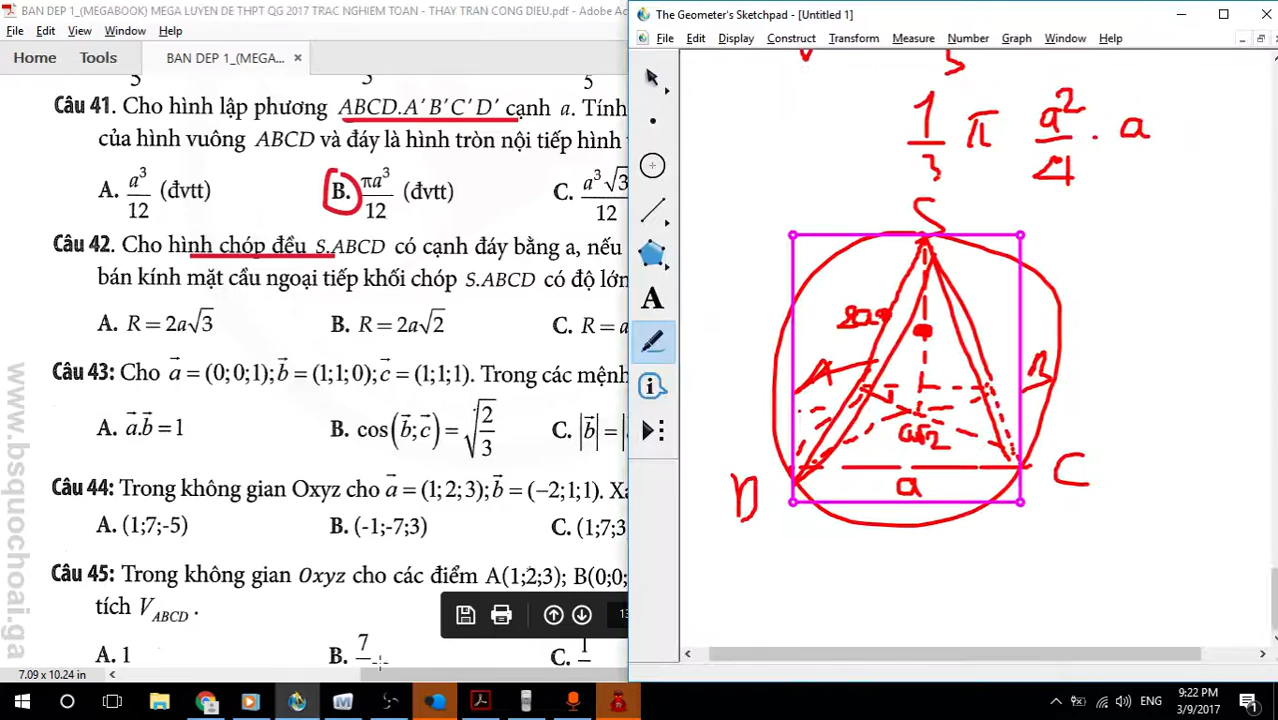 BAN DEP 1_(MEGABOOK) MEGA LUYEN DE THPT QG 2017 TRAC NGHIEM TOAN - THAY TRAN CONG DIEU.pdf - Adobe Ac
File Edit View Window Help
Home Tools BAN DEP 1_(MEGA... ×
Câu 41. Cho hình lập phương ABCD.A'B'C'D' cạnh a. Tính
của hình vuông ABCD và đáy là hình tròn nội tiếp hình
A. a³/12 (đvtt) B. πa³/12 (đvtt) C. a³√3/12
Câu 42. Cho hình chóp đều S.ABCD có cạnh đáy bằng a, nếu
bán kính mặt cầu ngoại tiếp khối chóp S.ABCD có độ lớn
A. R = 2a√3 B. R = 2a√2 C. R = a
Câu 43: Cho a⃗ = (0; 0; 1); b⃗ = (1; 1; 0); c⃗ = (1; 1; 1). Trong các mệnh
A. a⃗.b⃗ = 1 B. cos(b⃗; c⃗) = √(2/3) C. |b⃗| =
Câu 44: Trong không gian Oxyz cho a⃗ = (1; 2; 3); b⃗ = (−2; 1; 1). Xá
A. (1;7;-5) B. (-1;-7;3) C. (1;7;3
Câu 45: Trong không gian Oxyz cho các điểm A(1;2;3); B(0;0;
tích V_ABCD .
A. 1 B. 7 C. 1
www.bsquochoai.ga
7.09 x 10.24 in
The Geometer's Sketchpad - [Untitled 1]
File Edit Display Construct Transform Measure Number Graph Window Help
A
1/3 π a²/4 . a
S
2a
A B
a√2
D a C
ENG
9:22 PM
3/9/2017